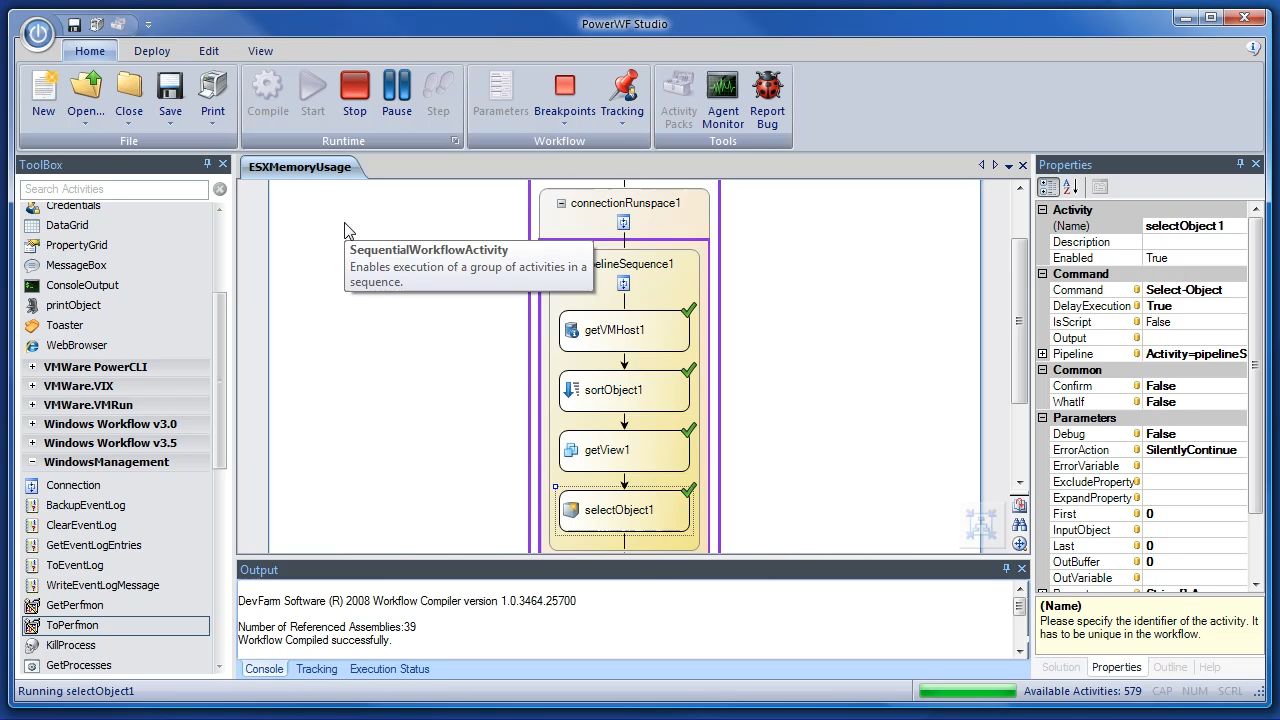 PowerWF Studio
Home Deploy Edit View
New Open... Close Save Print
Compile Start Stop Pause Step
Parameters Breakpoints Tracking
Activity Packs Agent Monitor Report Bug
File Runtime Workflow Tools
ToolBox
Search Activities
Credentials
DataGrid
PropertyGrid
MessageBox
ConsoleOutput
printObject
Toaster
WebBrowser
VMWare PowerCLI
VMWare.VIX
VMWare.VMRun
Windows Workflow v3.0
Windows Workflow v3.5
WindowsManagement
Connection
BackupEventLog
ClearEventLog
GetEventLogEntries
ToEventLog
WriteEventLogMessage
GetPerfmon
ToPerfmon
KillProcess
GetProcesses
ESXMemoryUsage
connectionRunspace1
SequentialWorkflowActivity
Enables execution of a group of activities in a
sequence.
pelineSequence1
getVMHost1
sortObject1
getView1
selectObject1
Output
DevFarm Software (R) 2008 Workflow Compiler version 1.0.3464.25700
Number of Referenced Assemblies:39
Workflow Compiled successfully.
Console Tracking Execution Status
Properties
Activity
(Name) selectObject1
Description
Enabled True
Command
Command Select-Object
DelayExecution True
IsScript False
Output
Pipeline Activity=pipelineS
Common
Confirm False
WhatIf False
Parameters
Debug False
ErrorAction SilentlyContinue
ErrorVariable
ExcludeProperty
ExpandProperty
First 0
InputObject
Last 0
OutBuffer 0
OutVariable
(Name)
Please specify the identifier of the activity. It
has to be unique in the workflow.
Solution Properties Outline Help
Running selectObject1
Available Activities: 579 CAP NUM SCRL